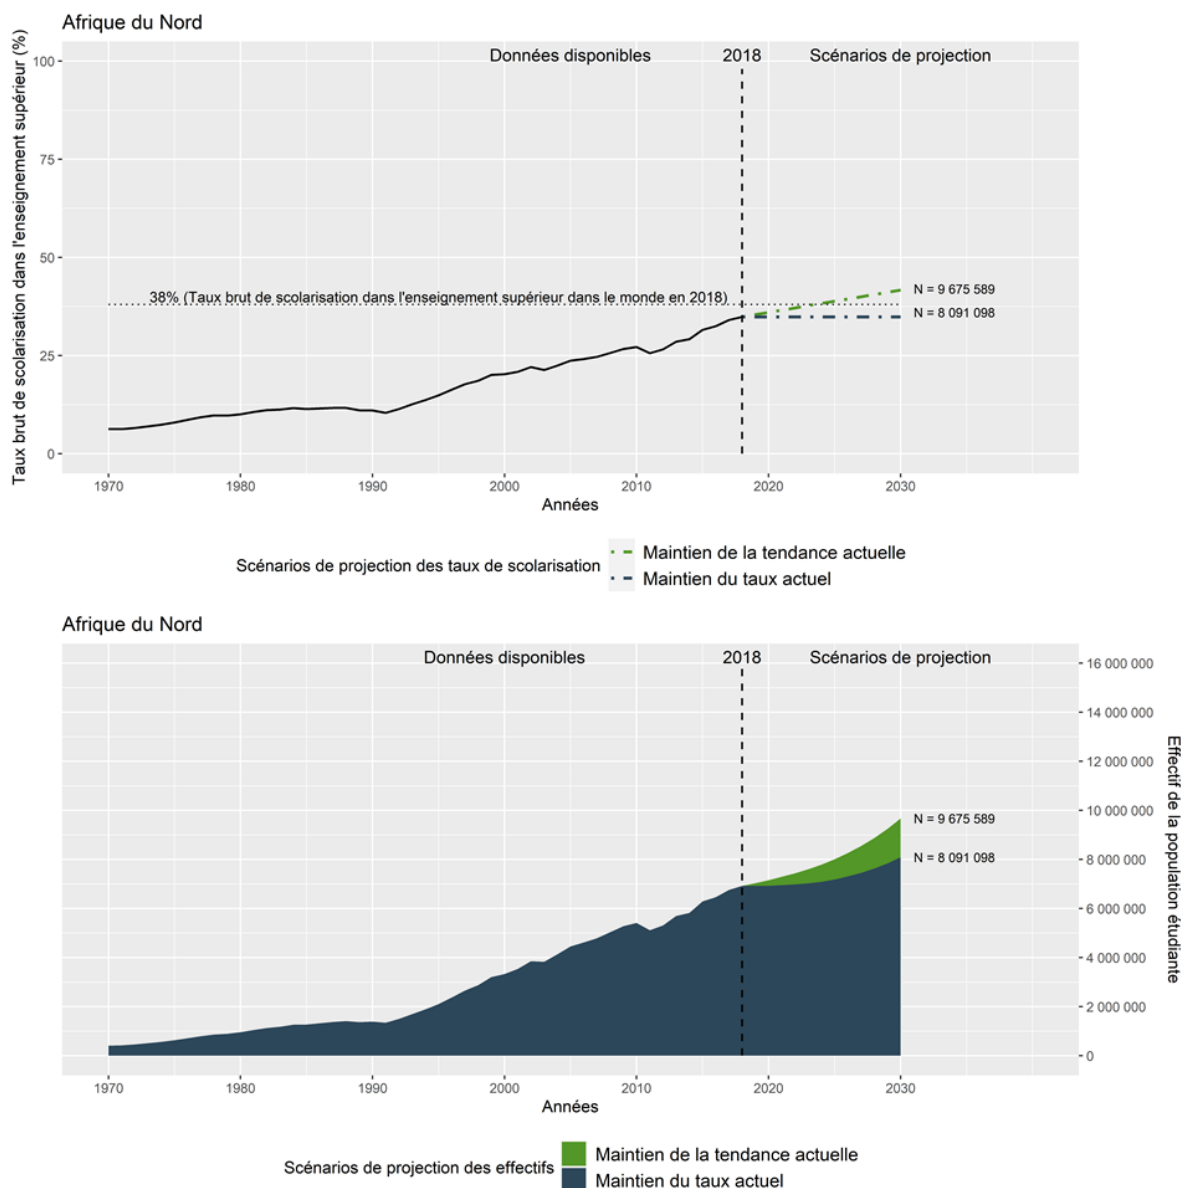 Afrique du Nord
Données disponibles 2018 Scénarios de projection
Taux brut de scolarisation dans l'enseignement supérieur (%)
100
75
50
25
0
38% (Taux brut de scolarisation dans l'enseignement supérieur dans le monde en 2018)
N = 9 675 589
N = 8 091 098
1970 1980 1990 2000 2010 2020 2030
Années
Scénarios de projection des taux de scolarisation
Maintien de la tendance actuelle
Maintien du taux actuel
Afrique du Nord
Données disponibles 2018 Scénarios de projection
16 000 000
14 000 000
12 000 000
10 000 000
8 000 000
6 000 000
4 000 000
2 000 000
0
Effectif de la population étudiante
N = 9 675 589
N = 8 091 098
1970 1980 1990 2000 2010 2020 2030
Années
Scénarios de projection des effectifs
Maintien de la tendance actuelle
Maintien du taux actuel